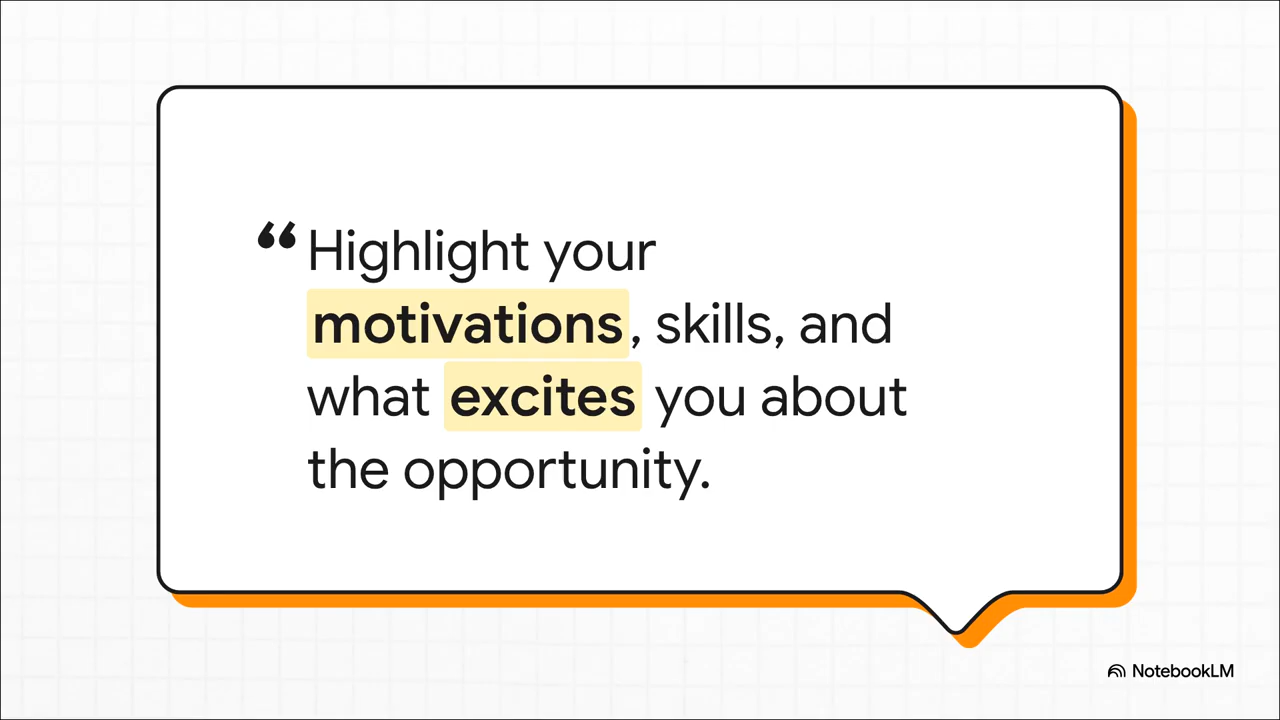 “Highlight your
motivations, skills, and
what excites you about
the opportunity.
NotebookLM